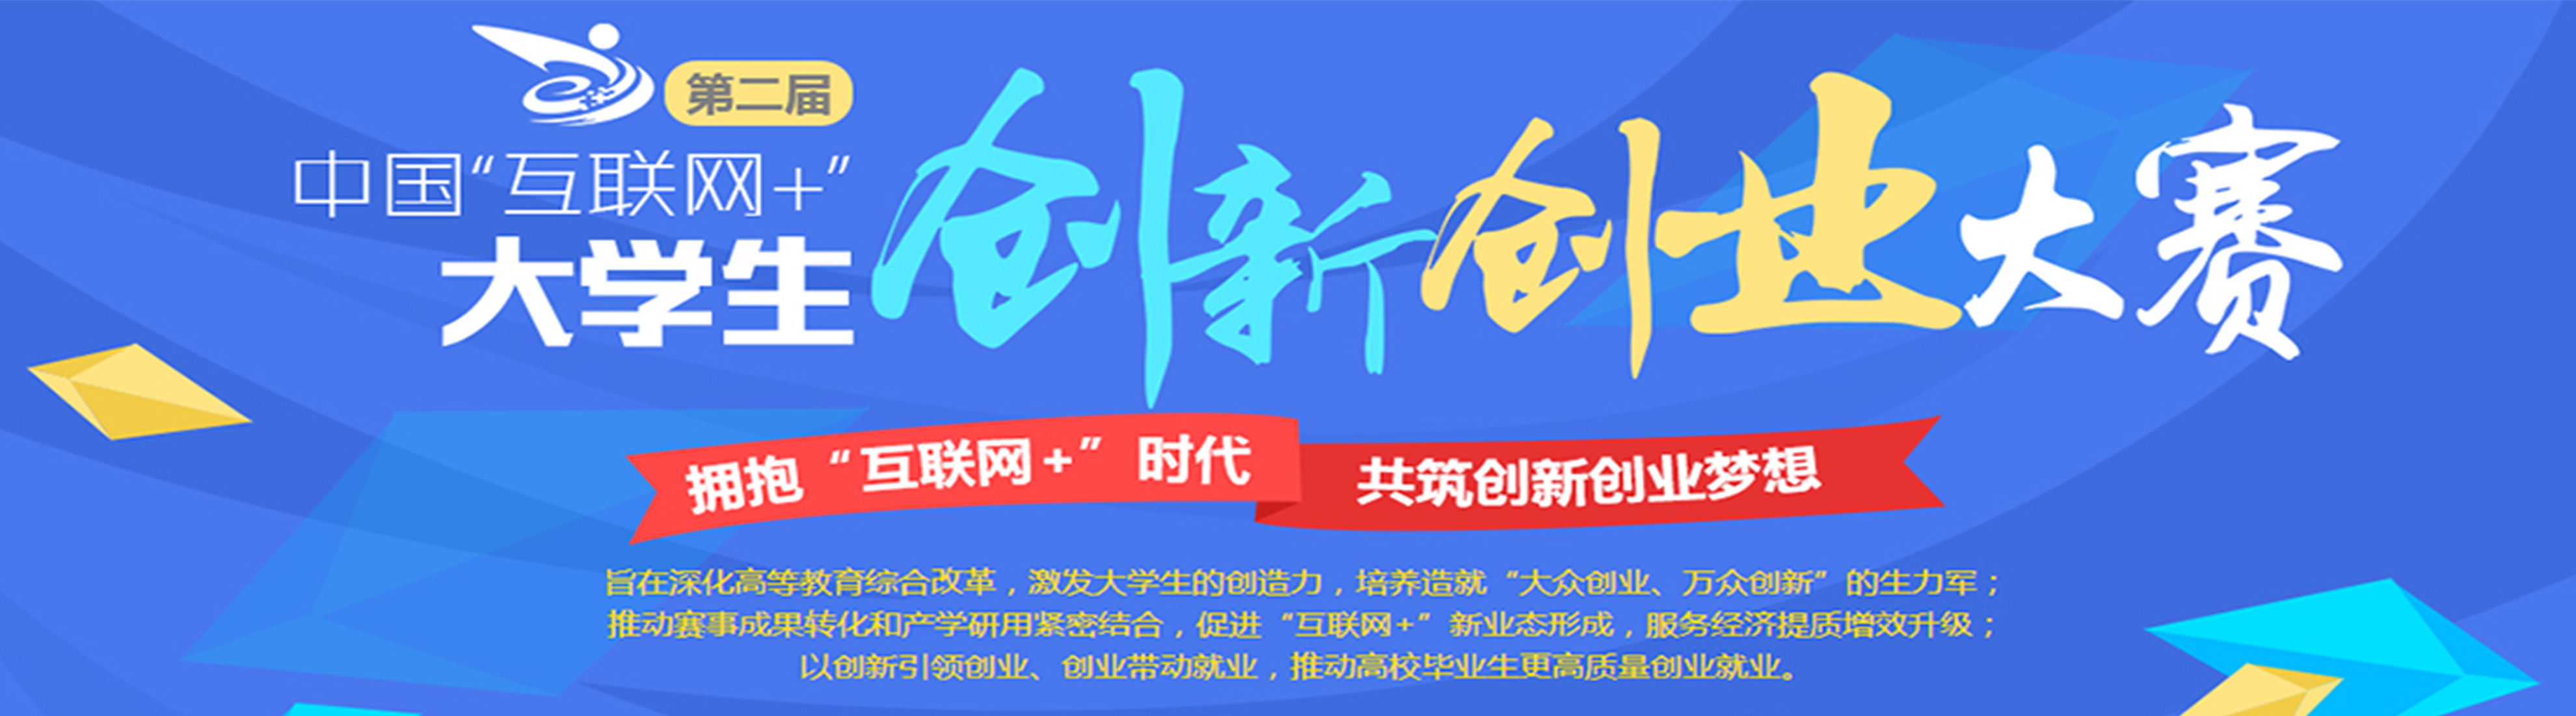 第二届
中国“互联网+”
大学生
创新创业大赛
拥抱“互联网+”时代
共筑创新创业梦想
旨在深化高等教育综合改革，激发大学生的创造力，培养造就“大众创业、万众创新”的生力军；
推动赛事成果转化和产学研用紧密结合，促进“互联网+”新业态形成，服务经济提质增效升级；
以创新引领创业、创业带动就业，推动高校毕业生更高质量创业就业。